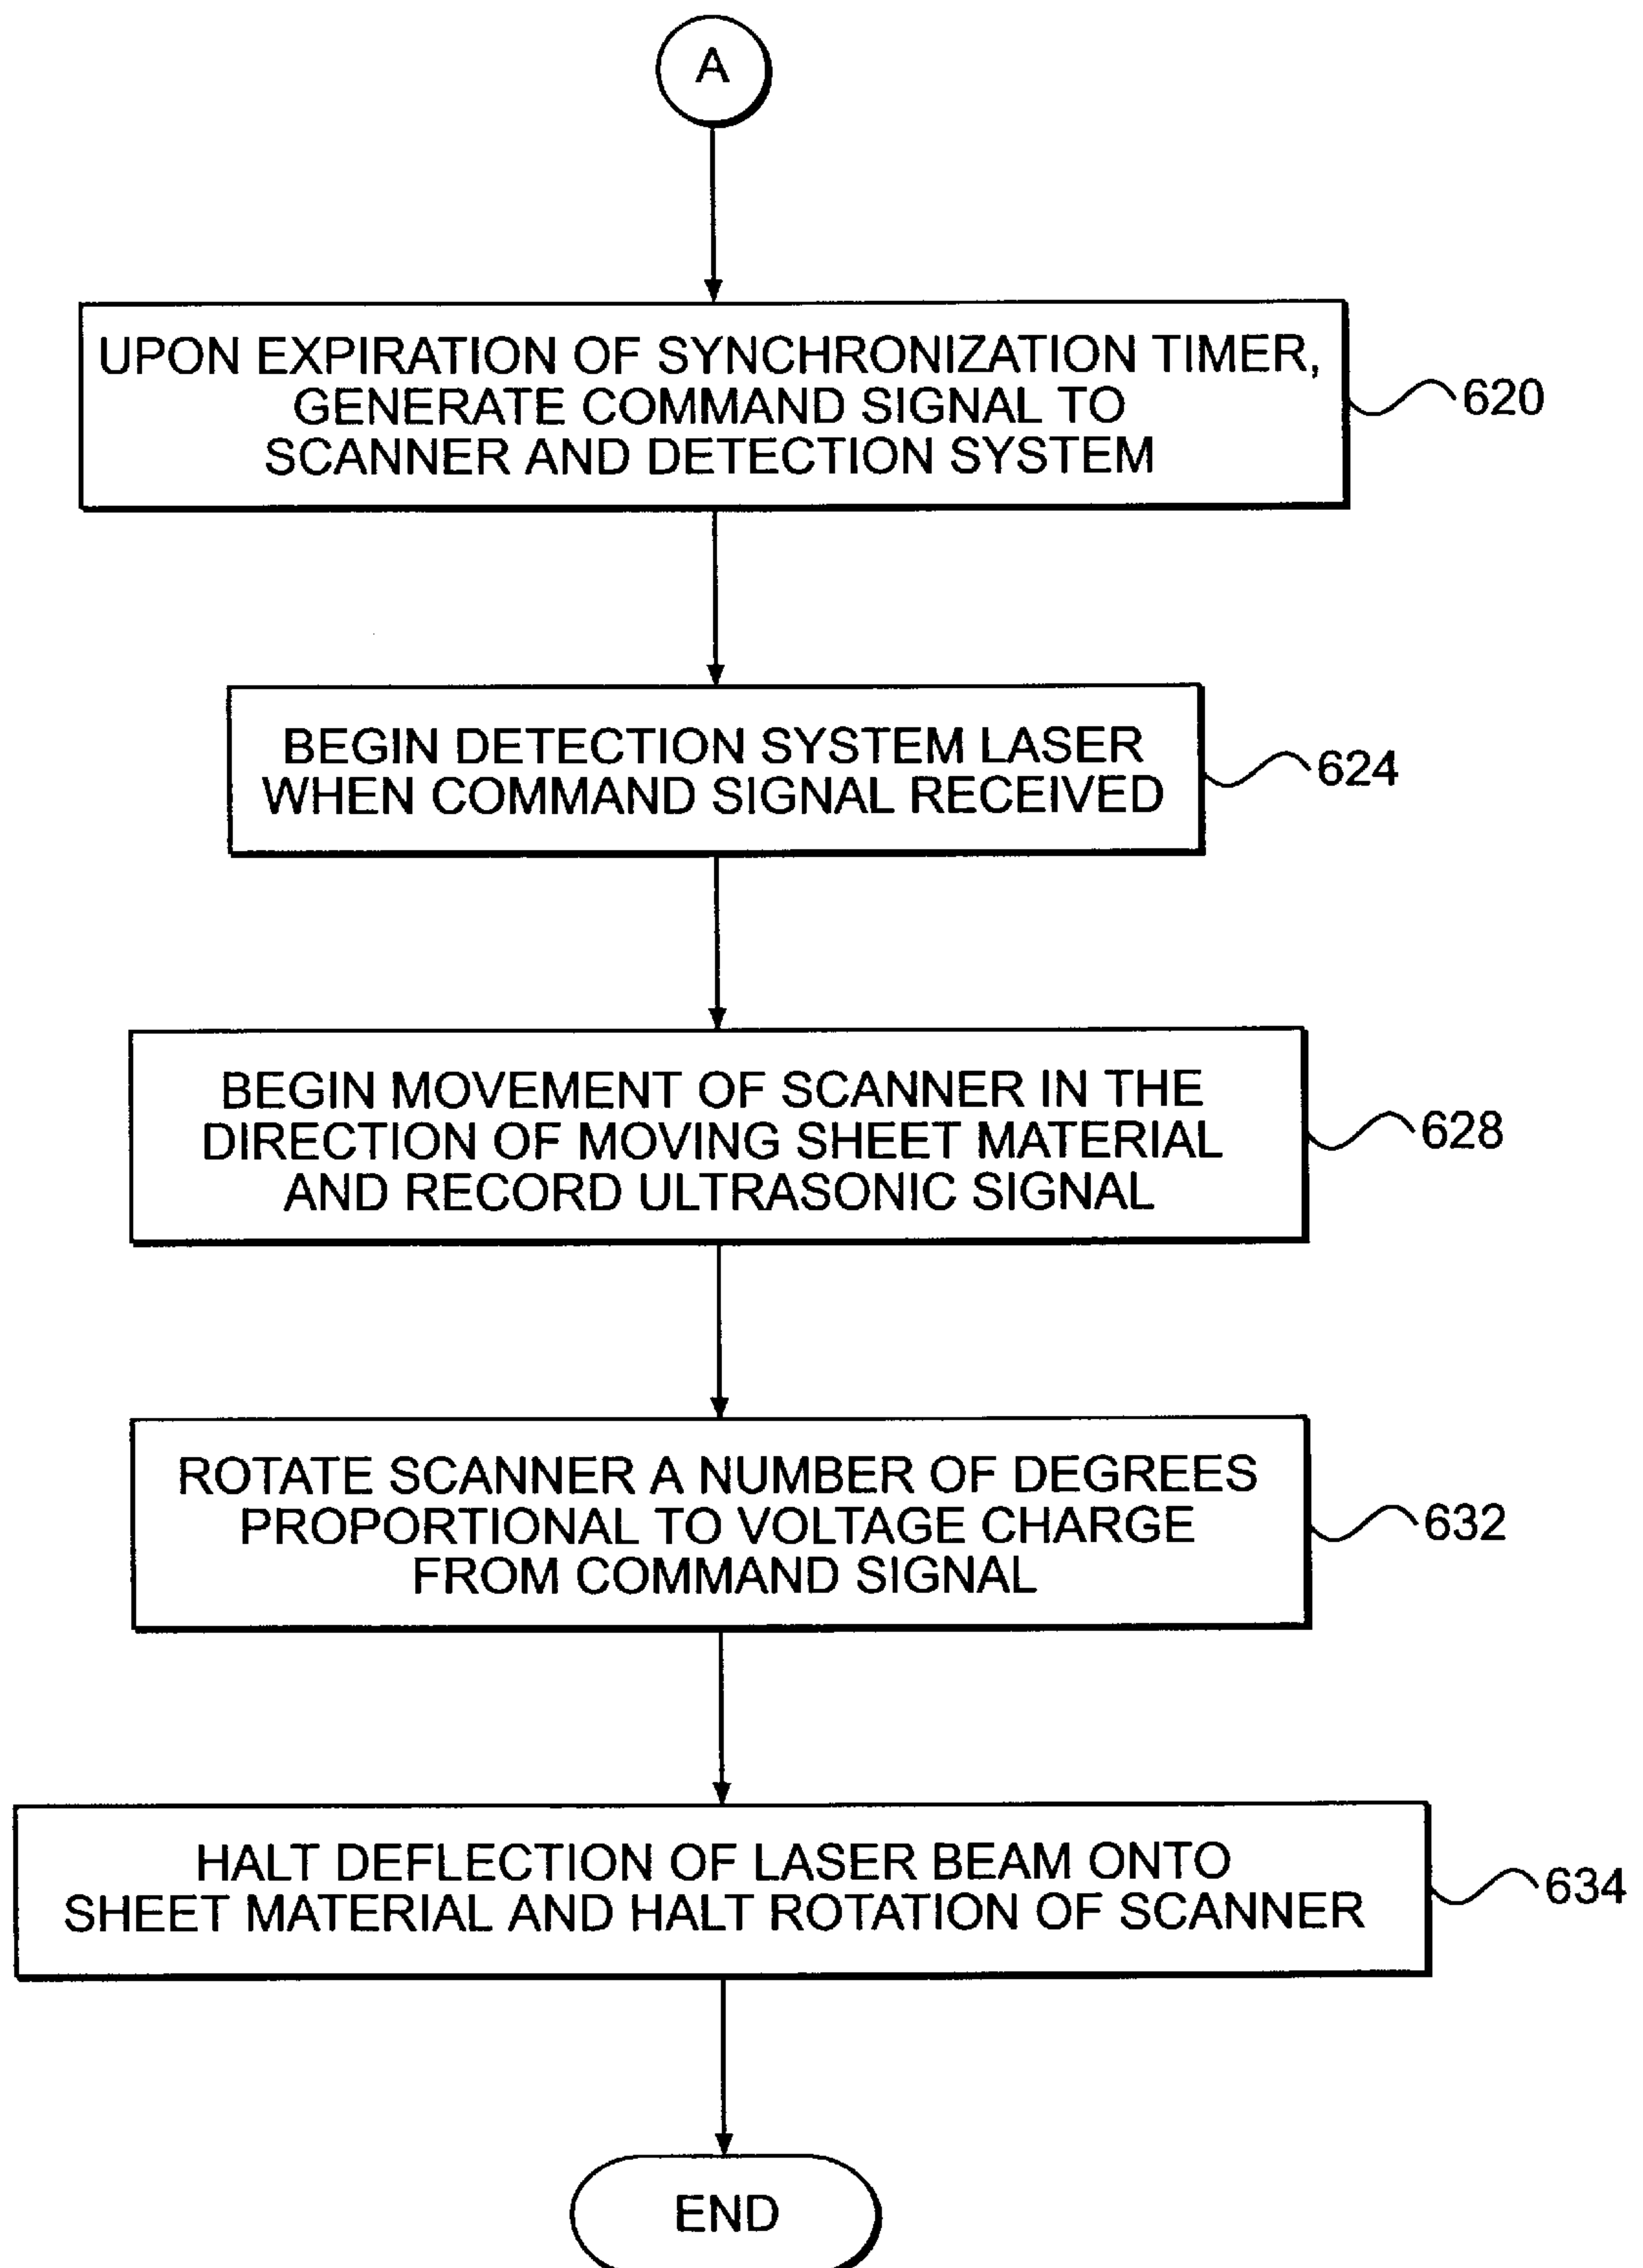 A
UPON EXPIRATION OF SYNCHRONIZATION TIMER,
GENERATE COMMAND SIGNAL TO
SCANNER AND DETECTION SYSTEM
620
BEGIN DETECTION SYSTEM LASER
WHEN COMMAND SIGNAL RECEIVED
624
BEGIN MOVEMENT OF SCANNER IN THE
DIRECTION OF MOVING SHEET MATERIAL
AND RECORD ULTRASONIC SIGNAL
628
ROTATE SCANNER A NUMBER OF DEGREES
PROPORTIONAL TO VOLTAGE CHARGE
FROM COMMAND SIGNAL
632
HALT DEFLECTION OF LASER BEAM ONTO
SHEET MATERIAL AND HALT ROTATION OF SCANNER
634
END